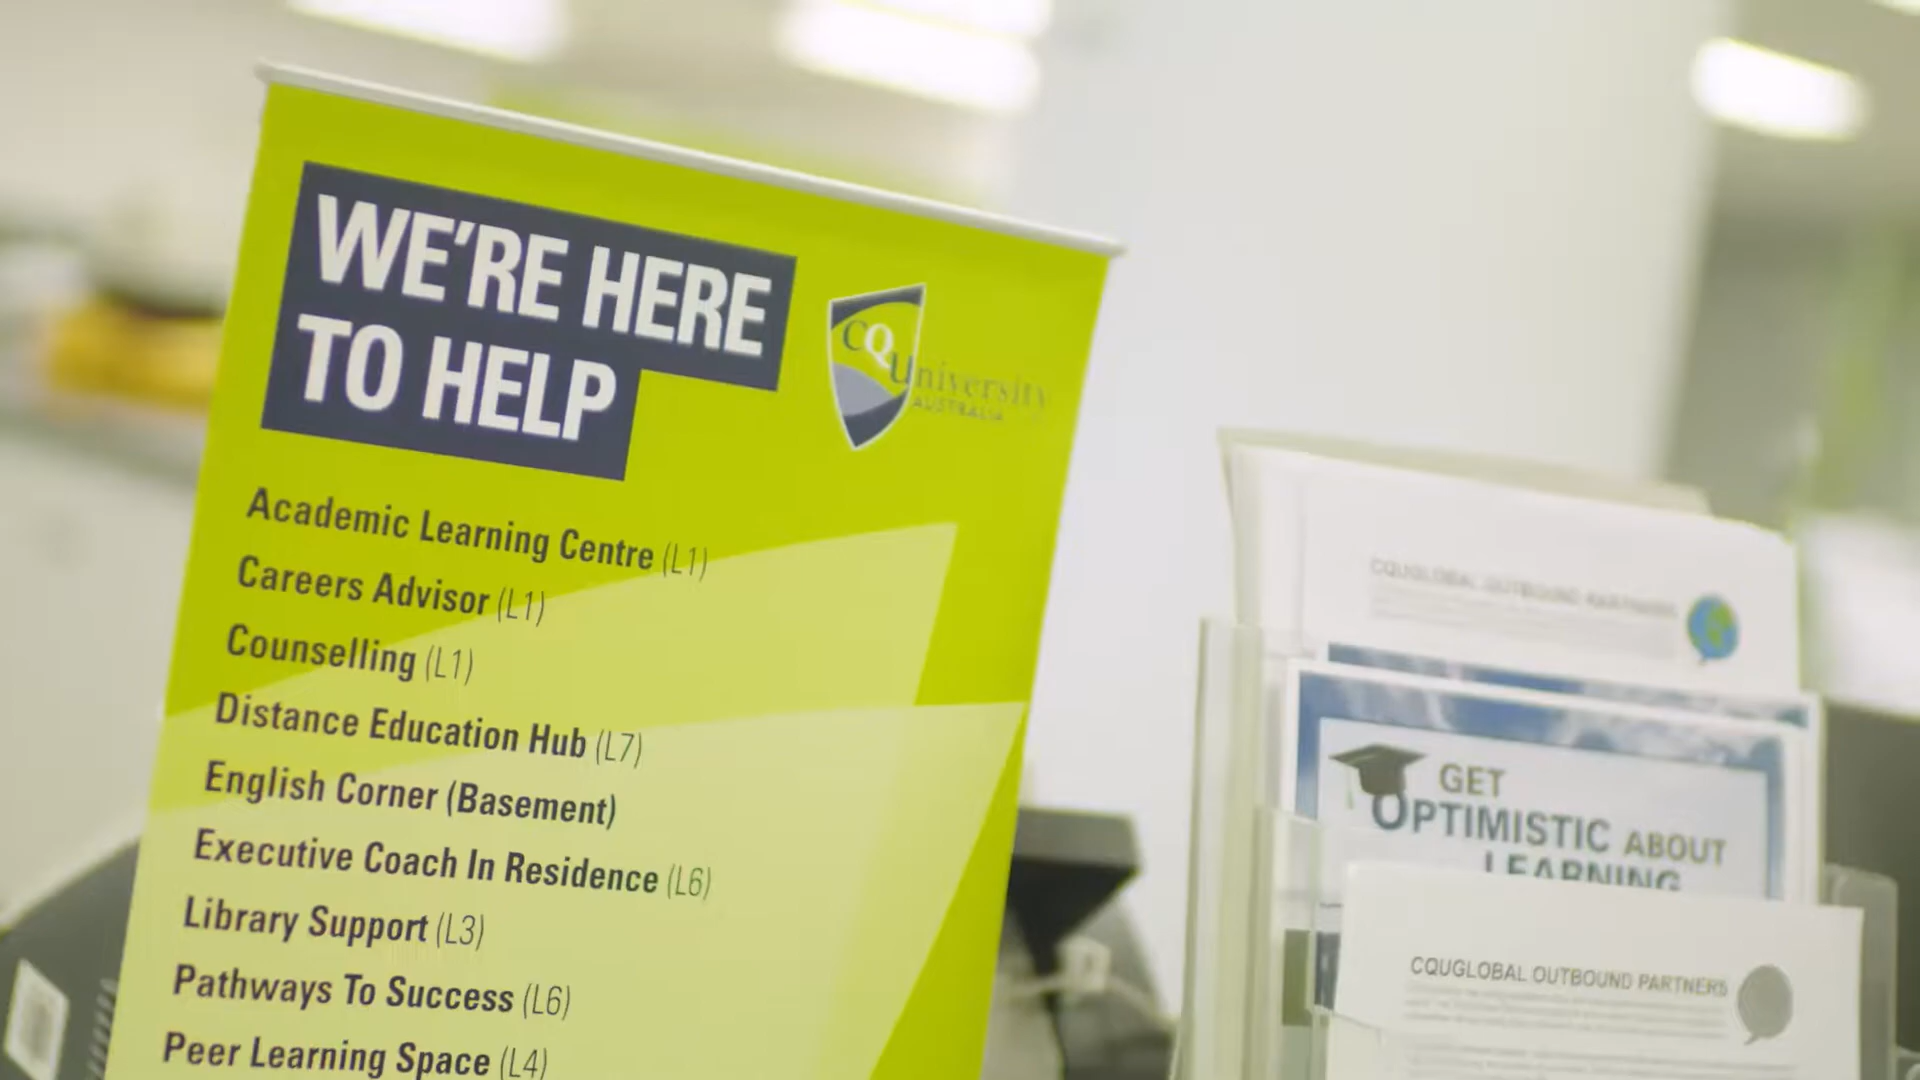 WE'RE HERE
TO HELP
CQUniversity
AUSTRALIA
Academic Learning Centre (L1)
Careers Advisor (L1)
Counselling (L1)
Distance Education Hub (L7)
English Corner (Basement)
Executive Coach In Residence (L6)
Library Support (L3)
Pathways To Success (L6)
Peer Learning Space (L4)
CQUGLOBAL OUTBOUND PARTNERS
GET
OPTIMISTIC ABOUT
LEARNING
CQUGLOBAL OUTBOUND PARTNERS